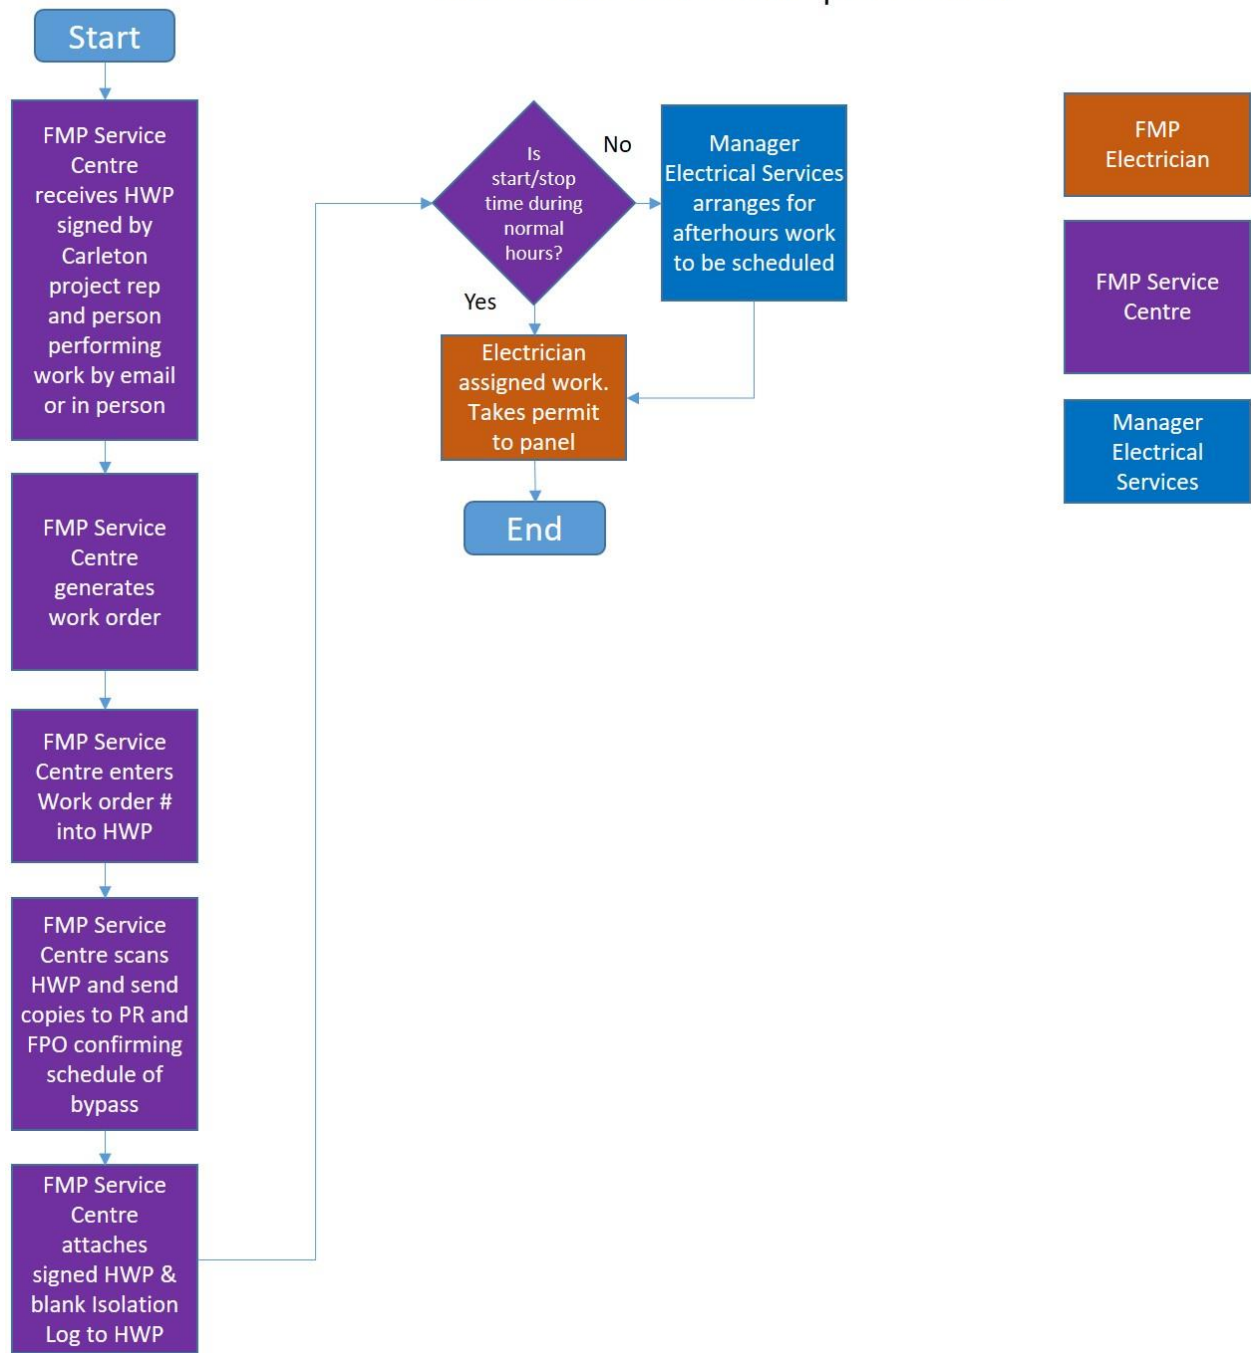 Start
FMP Service
Centre
receives HWP
signed by
Carleton
project rep
and person
performing
work by email
or in person
FMP Service
Centre
generates
work order
FMP Service
Centre enters
Work order #
into HWP
FMP Service
Centre scans
HWP and send
copies to PR and
FPO confirming
schedule of
bypass
FMP Service
Centre
attaches
signed HWP &
blank Isolation
Log to HWP
Is
start/stop
time during
normal
hours?
No
Yes
Manager
Electrical Services
arranges for
afterhours work
to be scheduled
Electrician
assigned work.
Takes permit
to panel
End
FMP
Electrician
FMP Service
Centre
Manager
Electrical
Services